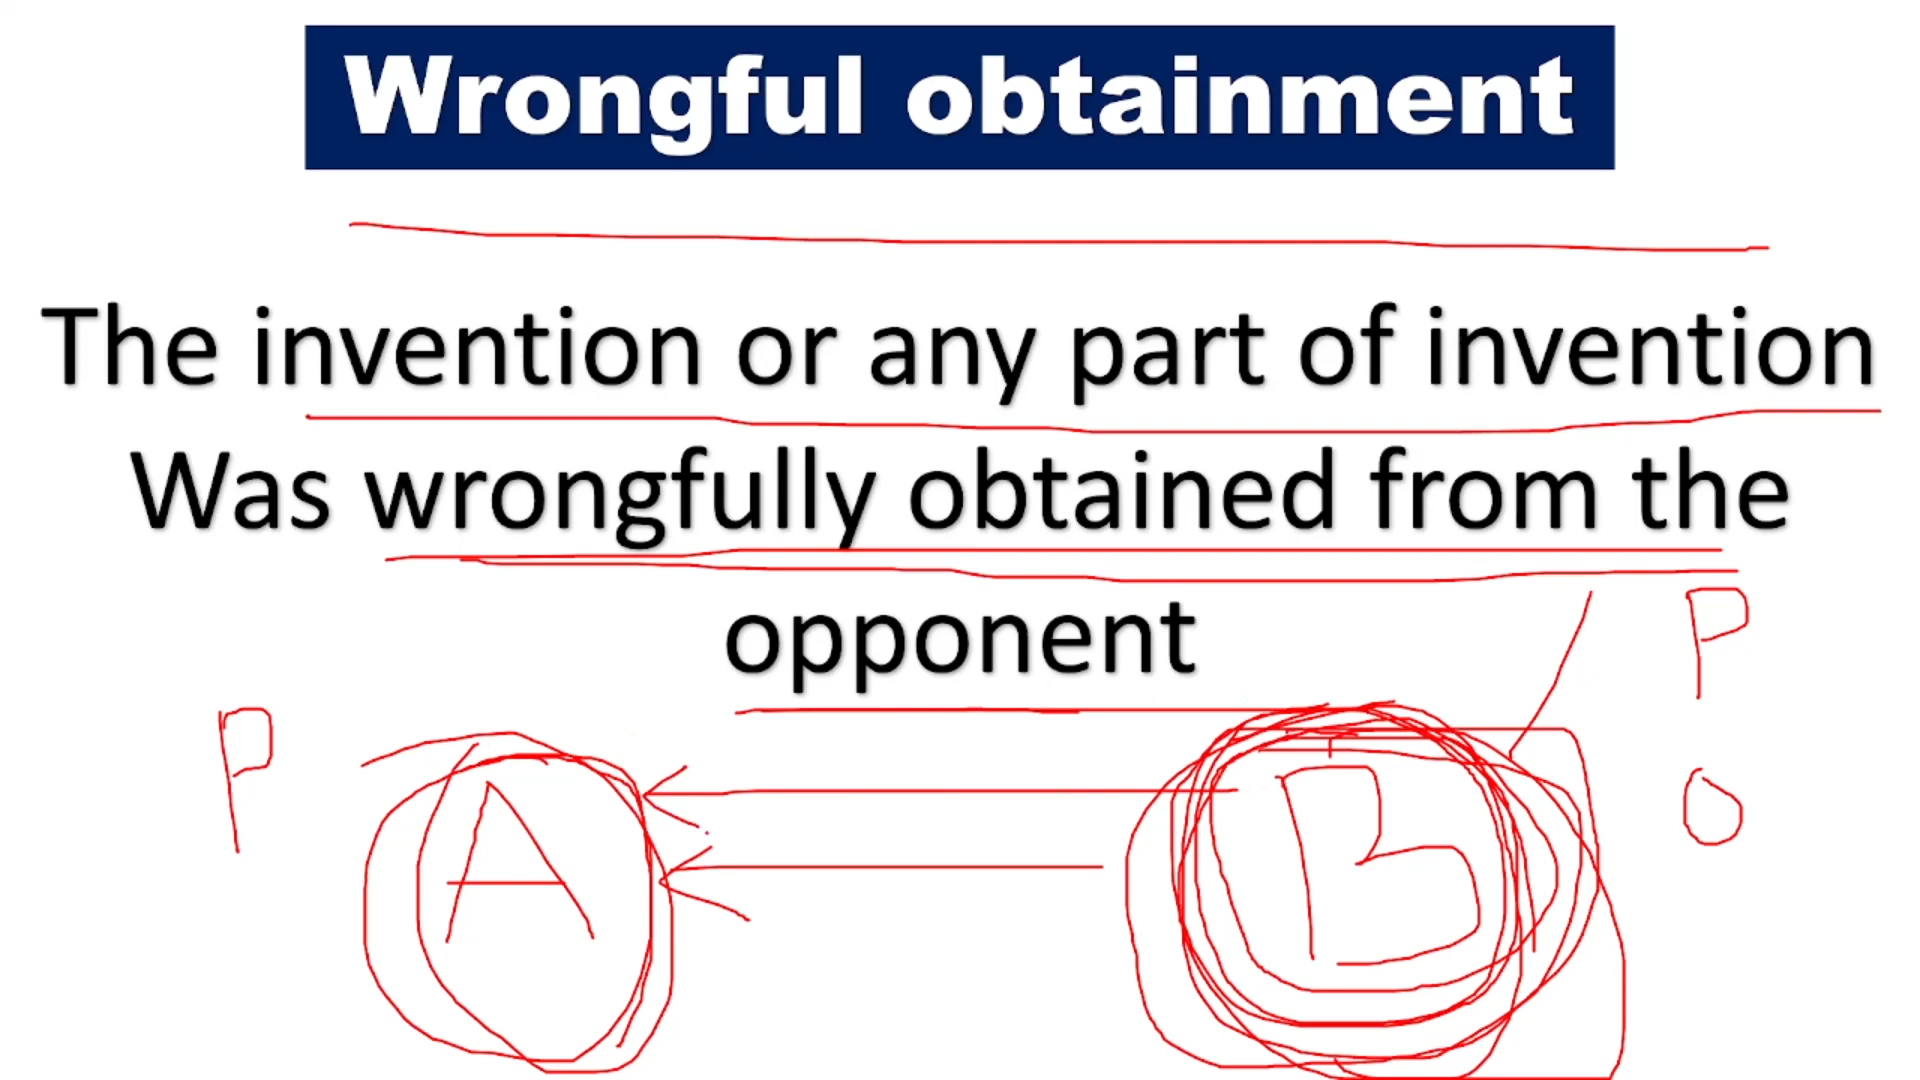 Wrongful obtainment
The invention or any part of invention
Was wrongfully obtained from the
opponent
P
P
A
B
O